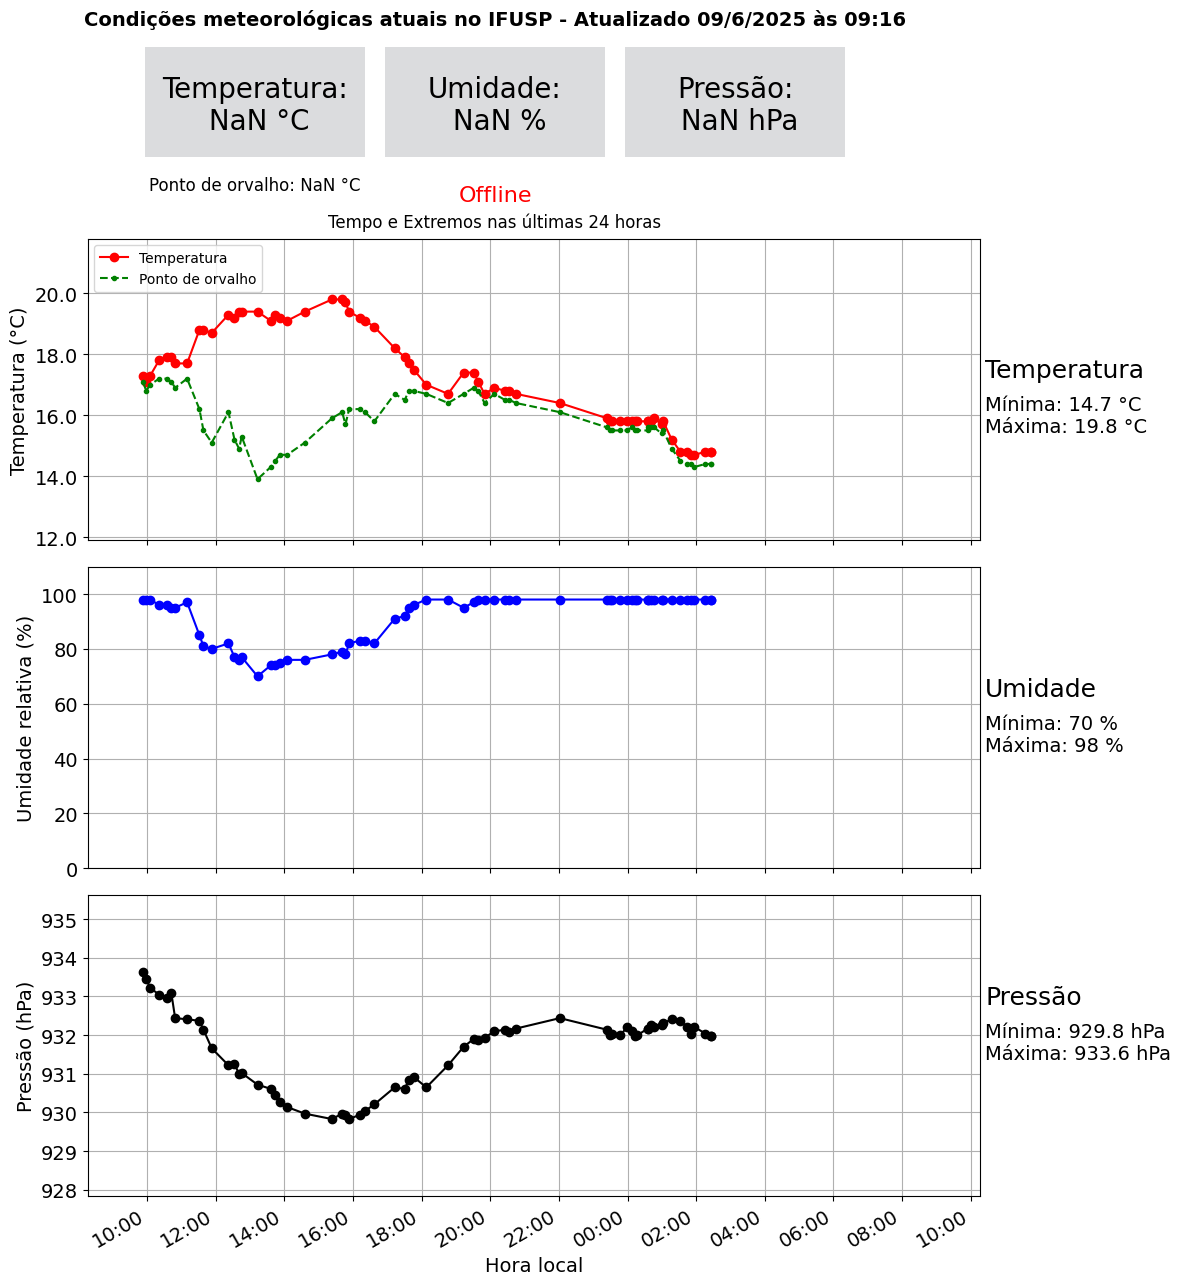 Condições meteorológicas atuais no IFUSP - Atualizado 09/6/2025 às 09:16
Temperatura:
NaN °C
Umidade:
NaN %
Pressão:
NaN hPa
Ponto de orvalho: NaN °C
Offline
Tempo e Extremos nas últimas 24 horas
Temperatura
Ponto de orvalho
Temperatura (°C)
20.0
18.0
16.0
14.0
12.0
Temperatura
Mínima: 14.7 °C
Máxima: 19.8 °C
Umidade relativa (%)
100
80
60
40
20
0
Umidade
Mínima: 70 %
Máxima: 98 %
Pressão (hPa)
935
934
933
932
931
930
929
928
Pressão
Mínima: 929.8 hPa
Máxima: 933.6 hPa
10:00 12:00 14:00 16:00 18:00 20:00 22:00 00:00 02:00 04:00 06:00 08:00 10:00
Hora local